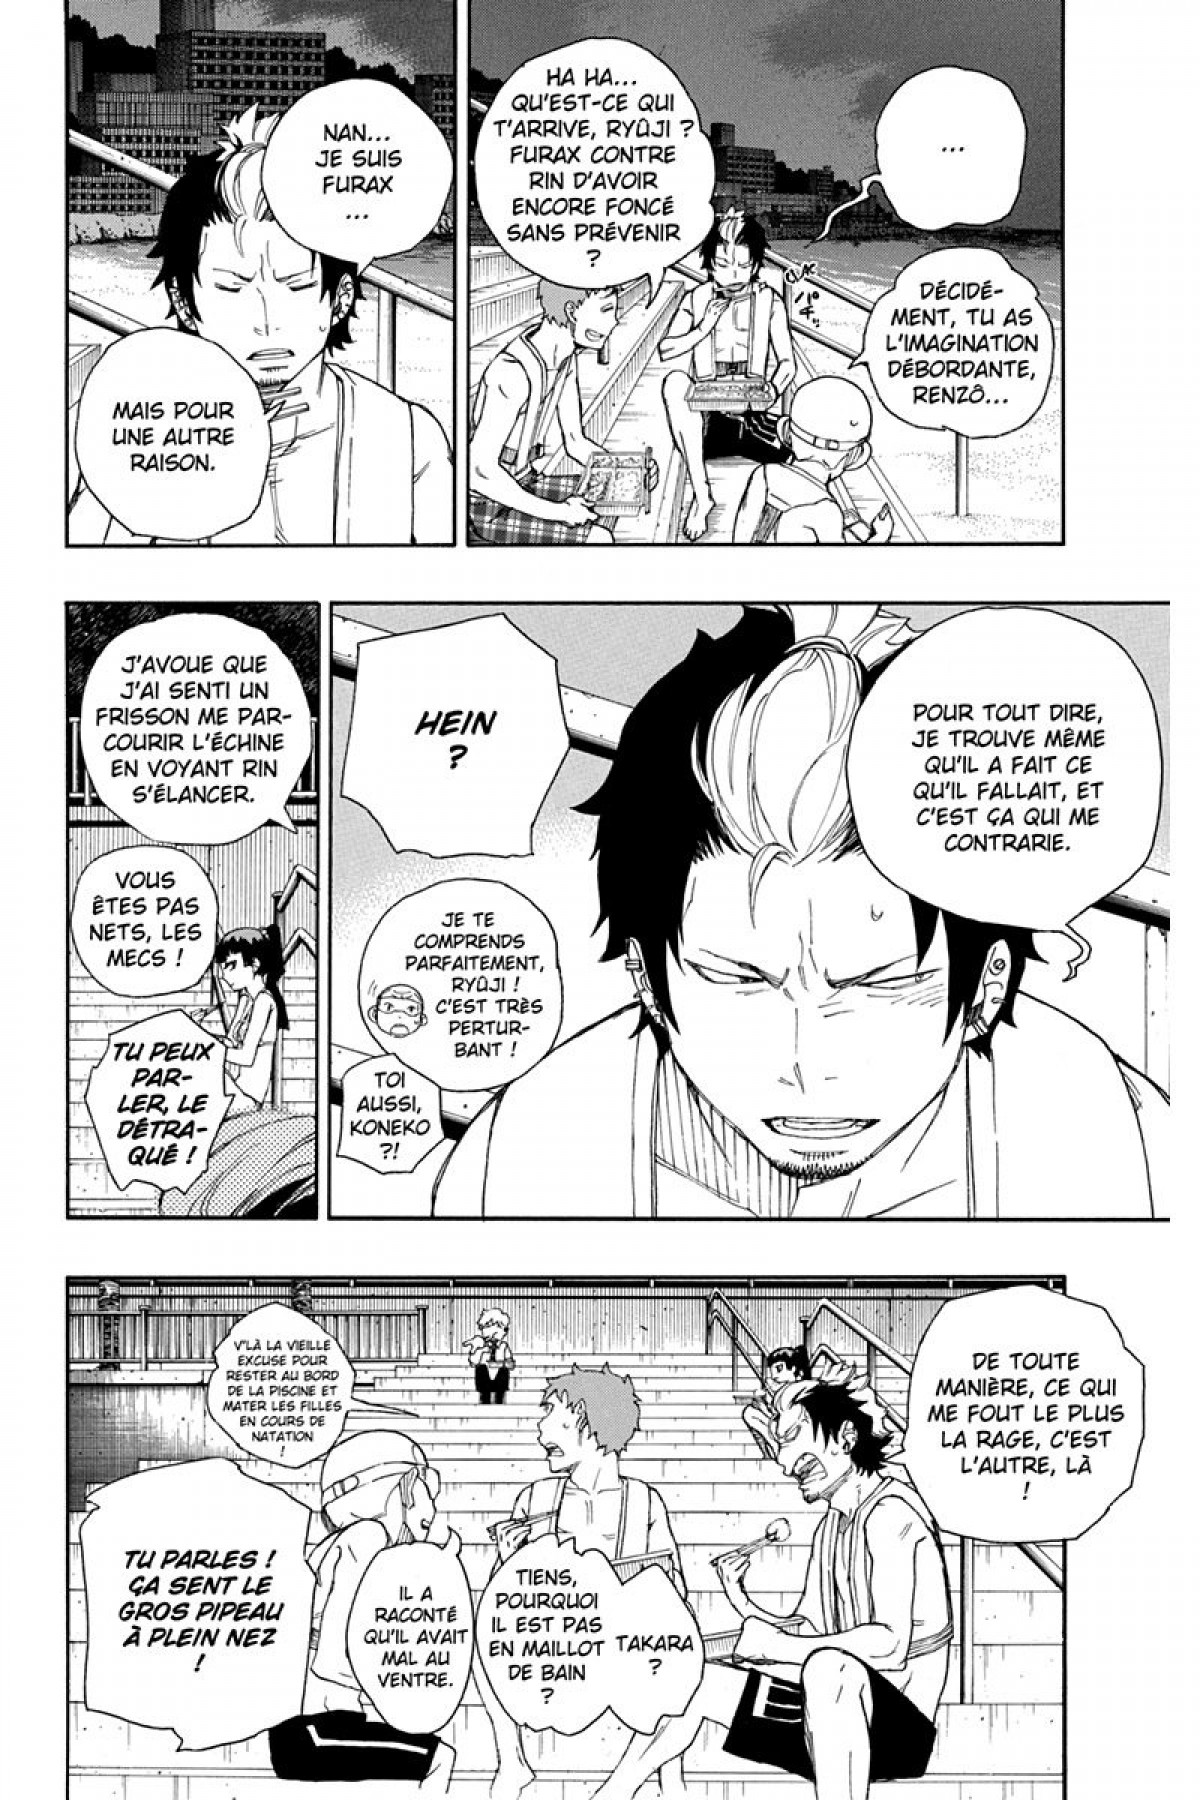 ...
HA HA...
QU'EST-CE QUI
T'ARRIVE, RYÛJI ?
FURAX CONTRE
RIN D'AVOIR
ENCORE FONCÉ
SANS PRÉVENIR
?
CLAK
パチッ
DÉCIDÉ-
MENT, TU AS
L'IMAGINATION
DÉBORDANTE,
RENZÔ...
NAN...
JE SUIS
FURAX
...
MAIS POUR
UNE AUTRE
RAISON.
POUR TOUT DIRE,
JE TROUVE MÊME
QU'IL A FAIT CE
QU'IL FALLAIT, ET
C'EST ÇA QUI ME
CONTRARIE.
HEIN
?
JE TE
COMPRENDS
PARFAITEMENT,
RYÛJI !
C'EST TRÈS
PERTUR-
BANT !
TOI
AUSSI,
KONEKO
?!
J'AVOUE QUE
J'AI SENTI UN
FRISSON ME PAR-
COURIR L'ÉCHINE
EN VOYANT RIN
S'ÉLANCER.
VOUS
ÊTES PAS
NETS, LES
MECS !
TU PEUX
PAR-
LER, LE
DÉTRA-
QUÉ !
DE TOUTE
MANIÈRE, CE QUI
ME FOUT LE PLUS
LA RAGE, C'EST
L'AUTRE, LÀ
!
TAKARA
?
TIENS,
POURQUOI
IL EST PAS
EN MAILLOT
DE BAIN
?
IL A
RACONTÉ
QU'IL AVAIT
MAL AU
VENTRE.
V'LÀ LA VIEILLE
EXCUSE POUR
RESTER AU BORD
DE LA PISCINE ET
MATER LES FILLES
EN COURS DE
NATATION
!
TU PARLES !
ÇA SENT LE
GROS PIPEAU
À PLEIN NEZ
!